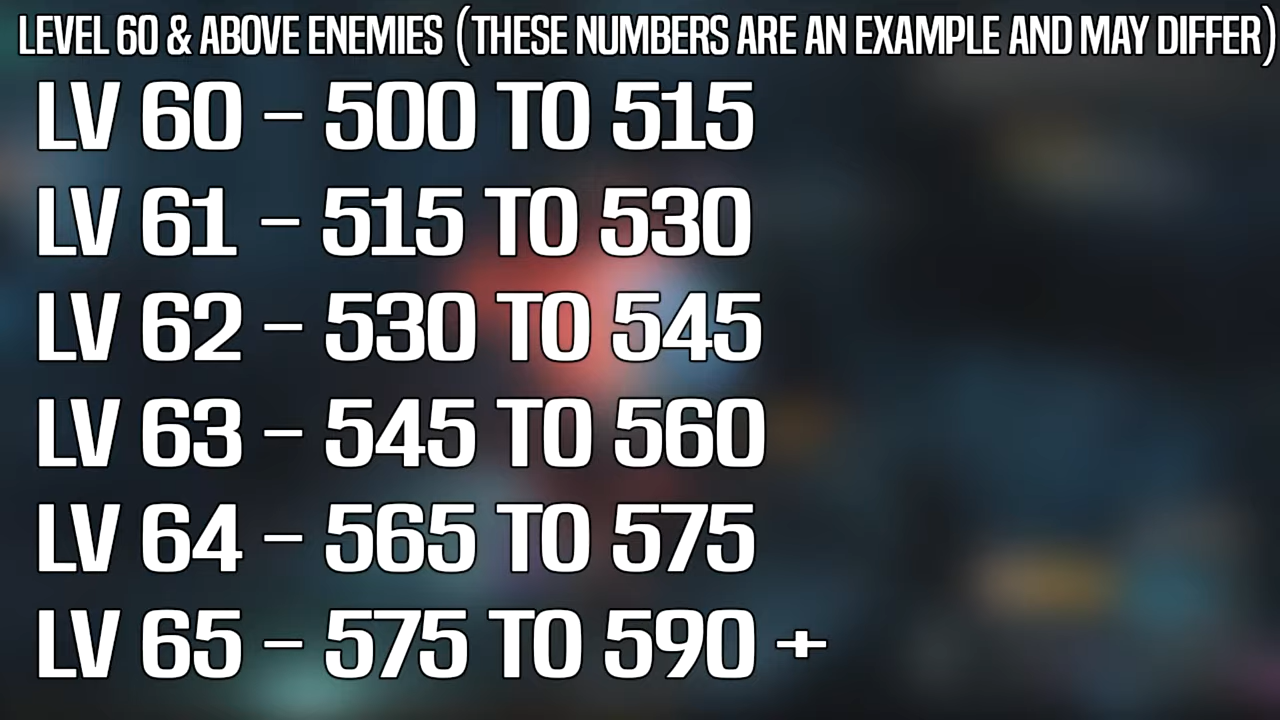 LEVEL 60 & ABOVE ENEMIES (THESE NUMBERS ARE AN EXAMPLE AND MAY DIFFER)
LV 60 – 500 TO 515
LV 61 – 515 TO 530
LV 62 – 530 TO 545
LV 63 – 545 TO 560
LV 64 – 565 TO 575
LV 65 – 575 TO 590 +